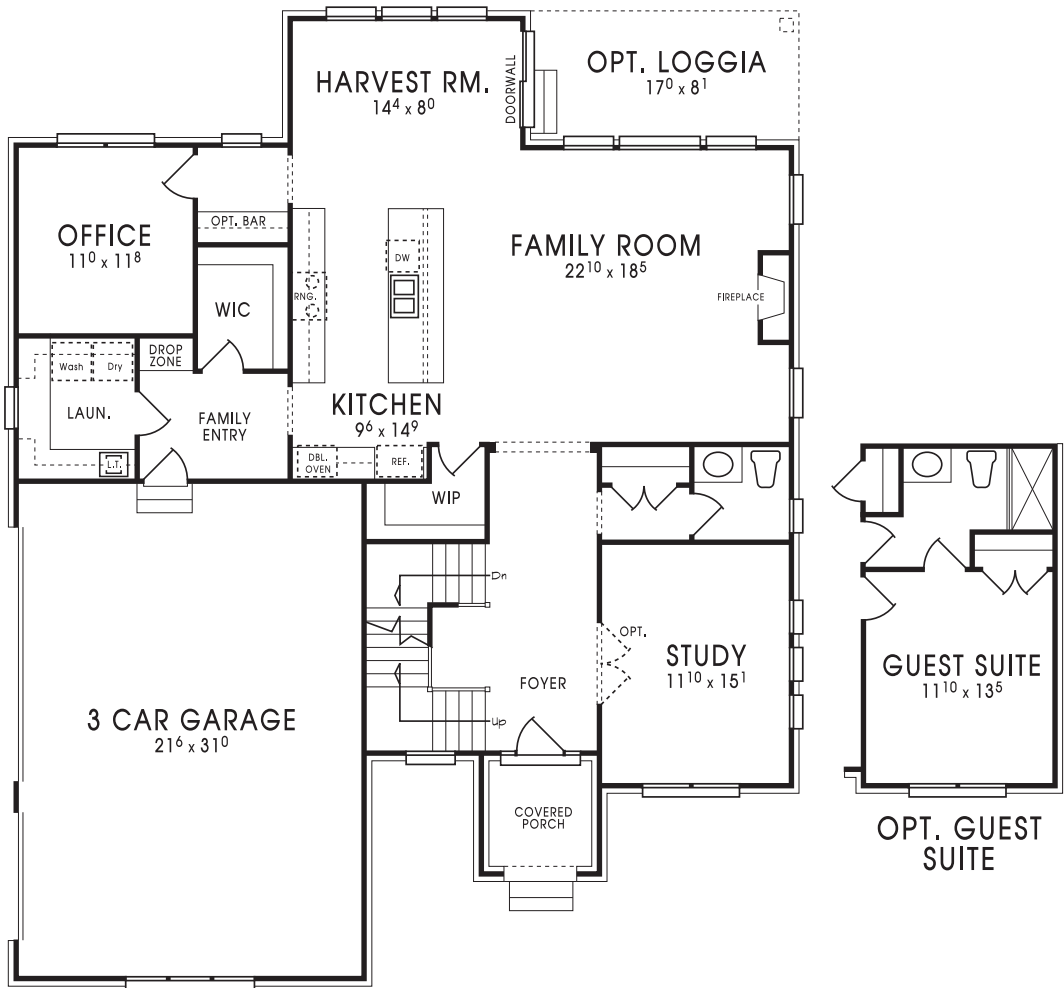 HARVEST RM.
14⁴ x 8⁰
DOORWALL
OPT. LOGGIA
17⁰ x 8¹
OFFICE
11⁰ x 11⁸
OPT. BAR
WIC
RNG.
DW
FAMILY ROOM
22¹⁰ x 18⁵
FIREPLACE
DROP
ZONE
Wash
Dry
LAUN.
L.T.
FAMILY
ENTRY
KITCHEN
9⁶ x 14⁹
DBL.
OVEN
REF.
WIP
Dn
Up
FOYER
OPT.
STUDY
11¹⁰ x 15¹
3 CAR GARAGE
21⁶ x 31⁰
COVERED
PORCH
GUEST SUITE
11¹⁰ x 13⁵
OPT. GUEST
SUITE